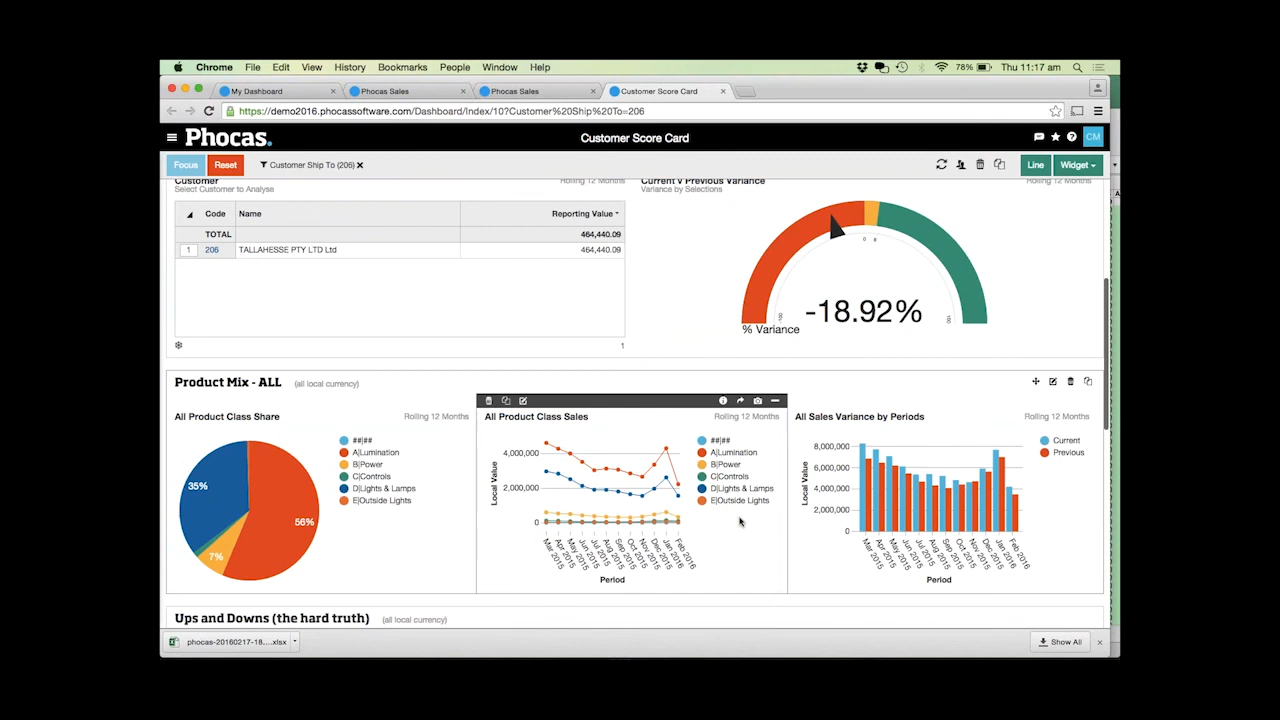 Chrome File Edit View History Bookmarks People Window Help 78% Thu 11:17 am
My Dashboard Phocas Sales Phocas Sales Customer Score Card
https://demo2016.phocassoftware.com/Dashboard/Index/10?Customer%20Ship%20To=206
Phocas. Customer Score Card CM
Focus Reset Customer Ship To (206) Line Widget
Customer Rolling 12 Months
Select Customer to Analyse
Code Name Reporting Value
TOTAL 464,440.09
1 206 TALLAHESSE PTY LTD Ltd 464,440.09
1
Current v Previous Variance Rolling 12 Months
Variance by Selections
0
-18.92%
% Variance
Product Mix - ALL (all local currency)
All Product Class Share Rolling 12 Months
##|##
A|Lumination
B|Power
C|Controls
D|Lights & Lamps
E|Outside Lights
35%
56%
7%
All Product Class Sales Rolling 12 Months
##|##
A|Lumination
B|Power
C|Controls
D|Lights & Lamps
E|Outside Lights
Local Value
4,000,000
2,000,000
0
Mar 2015 Apr 2015 May 2015 Jun 2015 Jul 2015 Aug 2015 Sep 2015 Oct 2015 Nov 2015 Dec 2015 Jan 2016 Feb 2016
Period
All Sales Variance by Periods Rolling 12 Months
Current
Previous
Local Value
8,000,000
6,000,000
4,000,000
2,000,000
0
Mar 2015 Apr 2015 May 2015 Jun 2015 Jul 2015 Aug 2015 Sep 2015 Oct 2015 Nov 2015 Dec 2015 Jan 2016 Feb 2016
Period
Ups and Downs (the hard truth) (all local currency)
phocas-20160217-18....xlsx Show All